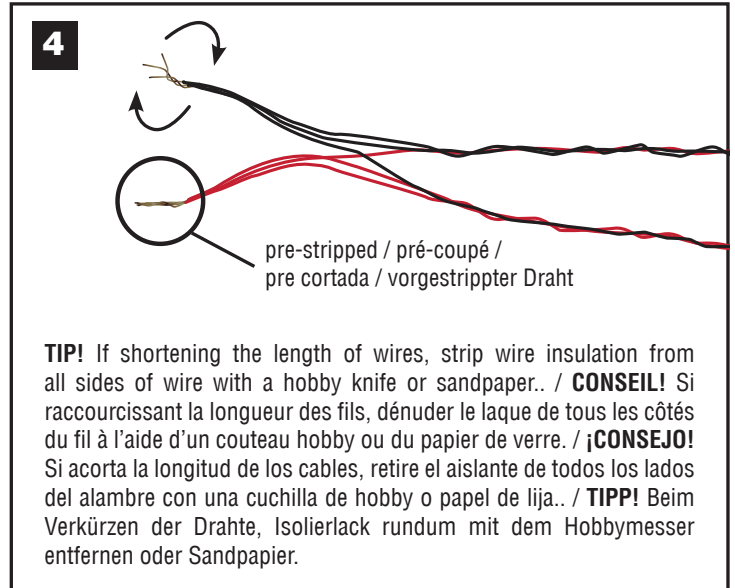 4
pre-stripped / pré-coupé /
pre cortada / vorgestrippter Draht
TIP! If shortening the length of wires, strip wire insulation from
all sides of wire with a hobby knife or sandpaper.. / CONSEIL! Si
raccourcissant la longueur des fils, dénuder le laque de tous les côtés
du fil à l’aide d’un couteau hobby ou du papier de verre. / ¡CONSEJO!
Si acorta la longitud de los cables, retire el aislante de todos los lados
del alambre con una cuchilla de hobby o papel de lija.. / TIPP! Beim
Verkürzen der Drahte, Isolierlack rundum mit dem Hobbymesser
entfernen oder Sandpapier.